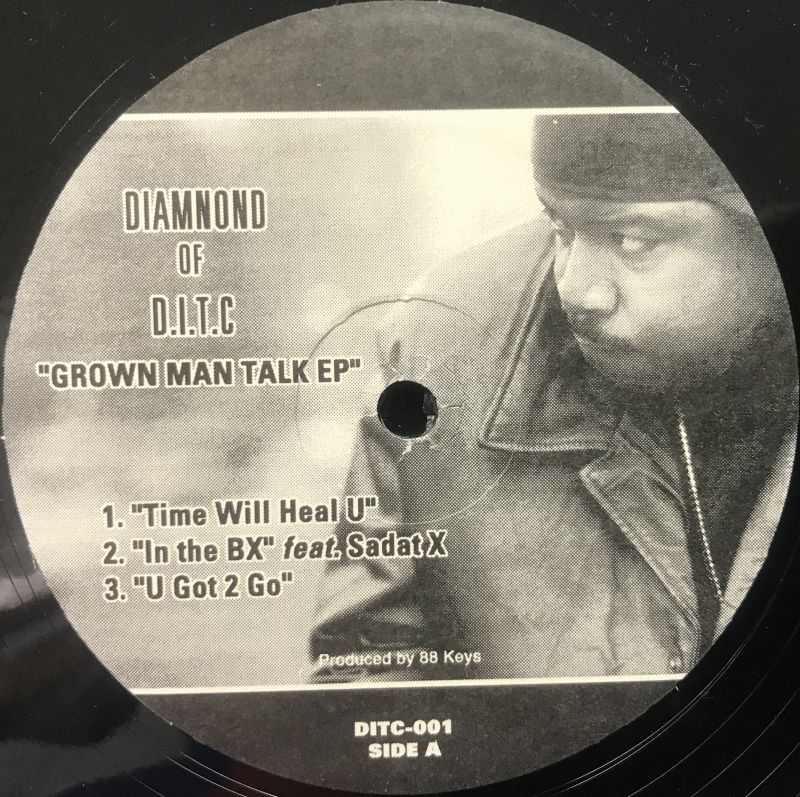 DIAMNOND
OF
D.I.T.C
"GROWN MAN TALK EP"
1. "Time Will Heal U"
2. "In the BX" feat. Sadat X
3. "U Got 2 Go"
Produced by 88 Keys
DITC-001
SIDE A